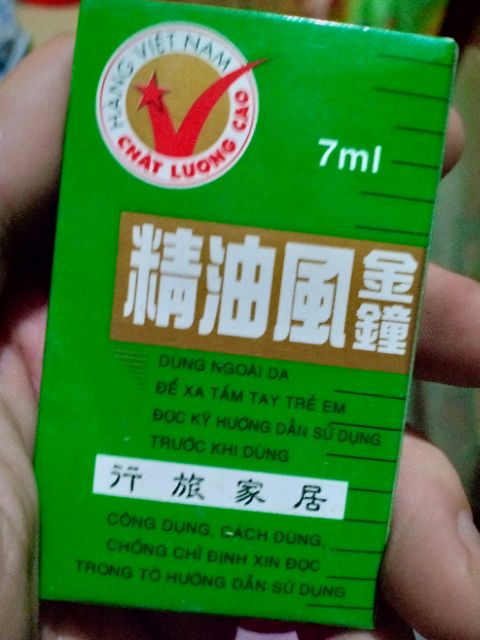 HÀNG VIỆT NAM
CHẤT LƯỢNG CAO
7ml
精油風
金鐘
DÙNG NGOÀI DA
ĐỂ XA TẦM TAY TRẺ EM
ĐỌC KỸ HƯỚNG DẪN SỬ DỤNG
TRƯỚC KHI DÙNG
行旅家居
CÔNG DỤNG, CÁCH DÙNG,
CHỐNG CHỈ ĐỊNH XIN ĐỌC
TRONG TỜ HƯỚNG DẪN SỬ DỤNG